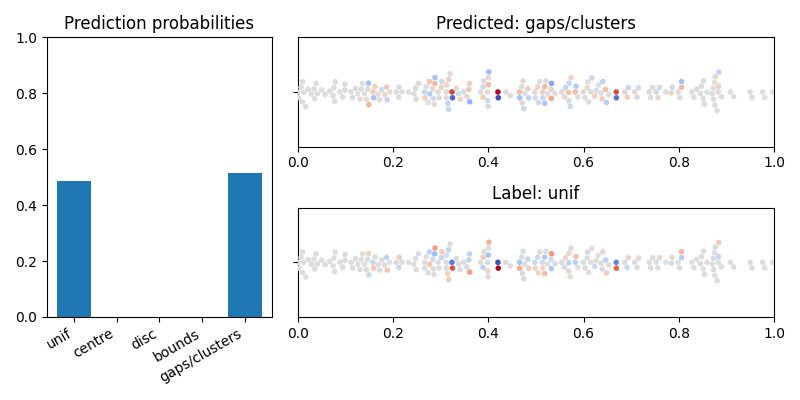 Prediction probabilities
1.0
0.8
0.6
0.4
0.2
0.0
unif
centre
disc
bounds
gaps/clusters
Predicted: gaps/clusters
0.0 0.2 0.4 0.6 0.8 1.0
Label: unif
0.0 0.2 0.4 0.6 0.8 1.0